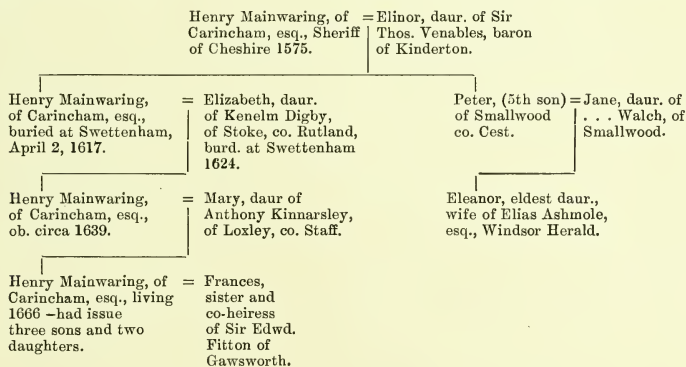 Henry Mainwaring, of = Elinor, daur. of Sir
Carincham, esq., Sheriff Thos. Venables, baron
of Cheshire 1575. of Kinderton.
Henry Mainwaring, = Elizabeth, daur.
of Carincham, esq., of Kenelm Digby,
buried at Swettenham, of Stoke, co. Rutland,
April 2, 1617. burd. at Swettenham
1624.
Peter, (5th son) = Jane, daur. of
of Smallwood . . . Walch, of
co. Cest. Smallwood.
Henry Mainwaring, = Mary, daur of
of Carincham, esq., Anthony Kinnarsley,
ob. circa 1639. of Loxley, co. Staff.
Eleanor, eldest daur.,
wife of Elias Ashmole,
esq., Windsor Herald.
Henry Mainwaring, of = Frances,
Carincham, esq., living sister and
1666 –had issue co-heiress
three sons and two of Sir Edwd.
daughters. Fitton of
Gawsworth.